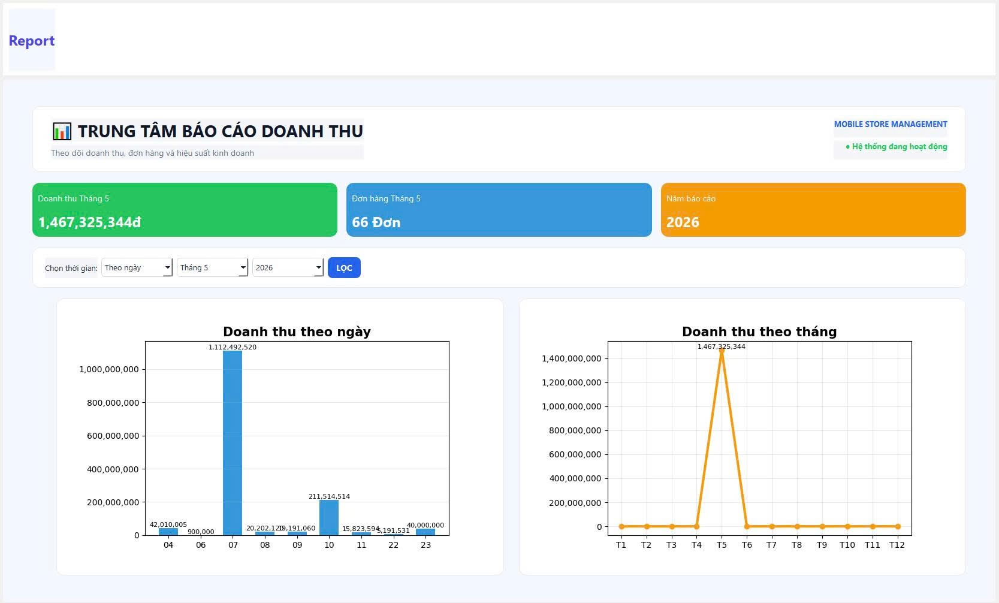 Report
TRUNG TÂM BÁO CÁO DOANH THU
Theo dõi doanh thu, đơn hàng và hiệu suất kinh doanh
MOBILE STORE MANAGEMENT
● Hệ thống đang hoạt động
Doanh thu Tháng 5
1,467,325,344đ
Đơn hàng Tháng 5
66 Đơn
Năm báo cáo
2026
Chọn thời gian: Theo ngày Tháng 5 2026 LỌC
Doanh thu theo ngày
1,112,492,520
1,000,000,000
800,000,000
600,000,000
400,000,000
200,000,000
0
42,010,005
900,000
20,202,120
19,191,060
211,514,514
15,823,594
5,191,531
40,000,000
04 06 07 08 09 10 11 22 23
Doanh thu theo tháng
1,467,325,344
1,400,000,000
1,200,000,000
1,000,000,000
800,000,000
600,000,000
400,000,000
200,000,000
0
T1 T2 T3 T4 T5 T6 T7 T8 T9 T10 T11 T12